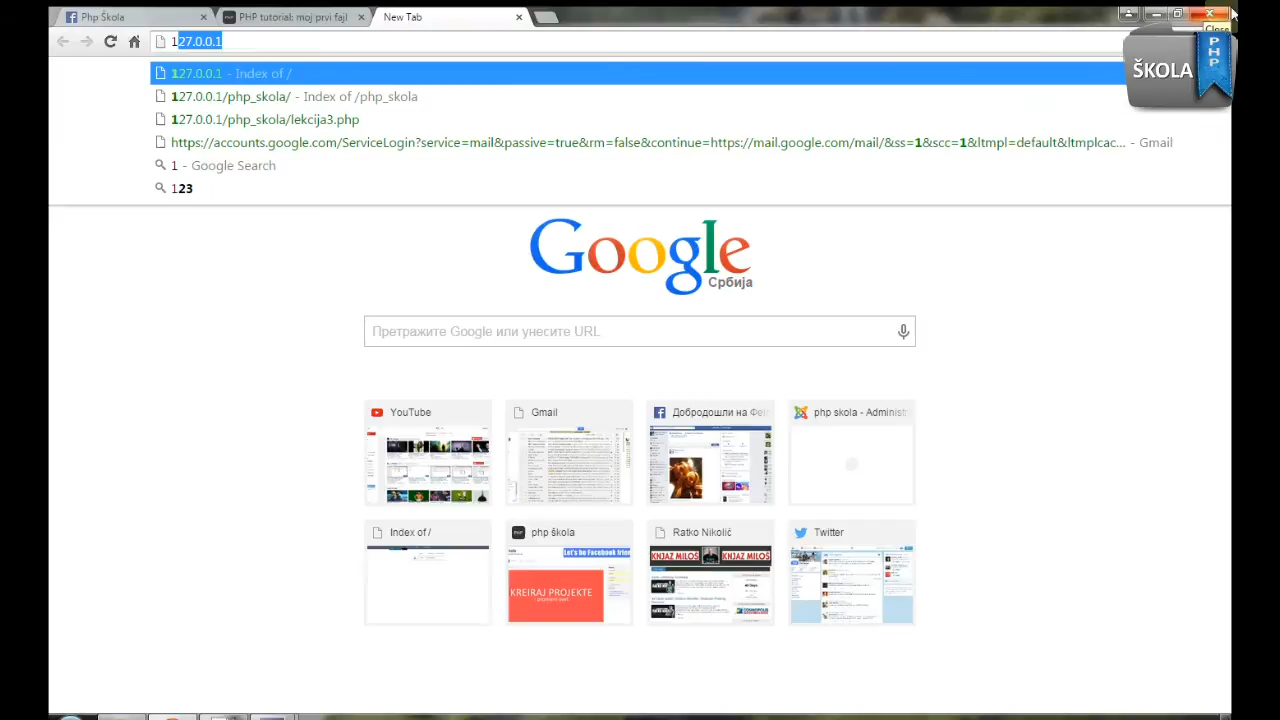 Php Škola
PHP tutorial; moj prvi fajl
New Tab
Close
127.0.0.1
ŠKOLA
PHP
127.0.0.1 - Index of /
127.0.0.1/php_skola/ - Index of /php_skola
127.0.0.1/php_skola/lekcija3.php
https://accounts.google.com/ServiceLogin?service=mail&passive=true&rm=false&continue=https://mail.google.com/mail/&ss=1&scc=1&ltmpl=default&ltmplcac... - Gmail
1 - Google Search
123
Google
Србија
Претражите Google или унесите URL
YouTube
Gmail
Добродошли на Фе
php skola - Administ
Index of /
php škola
Ratko Nikolić
Twitter
Let's be Facebook frien
KNJAZ MILOŠ
KNJAZ MILOŠ
KREIRAJ PROJEKTE